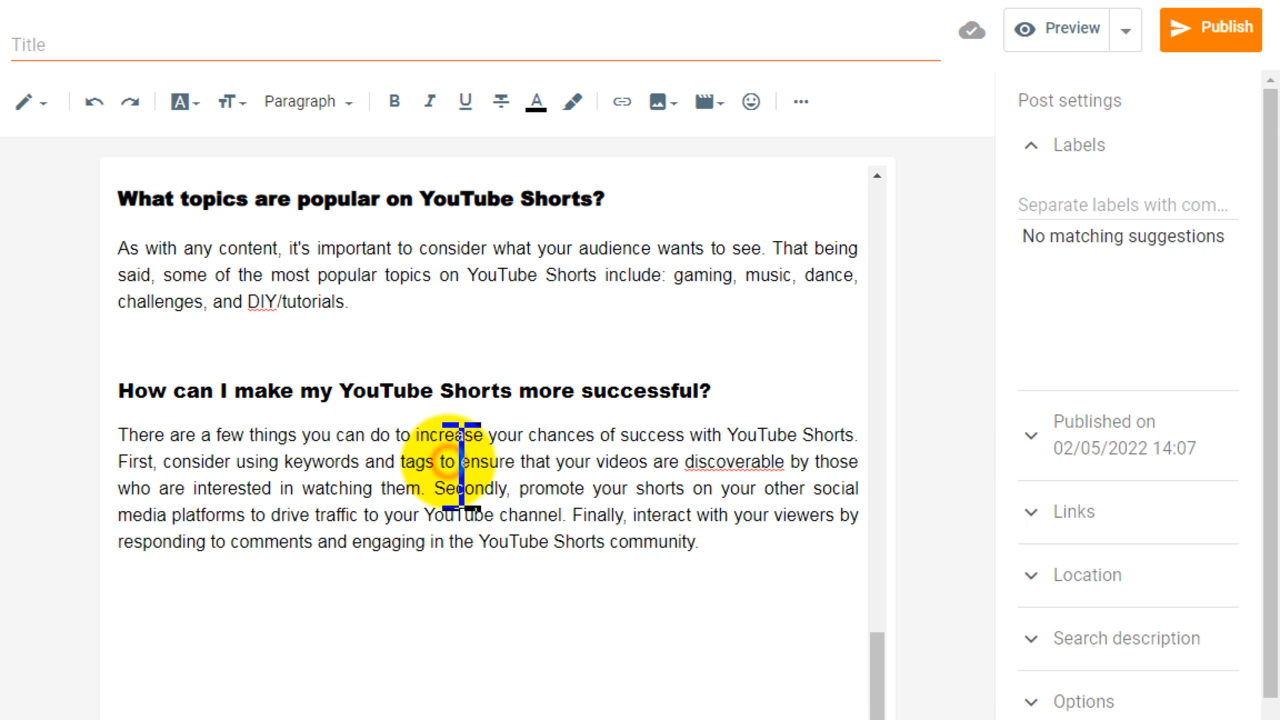 Title
Preview
Publish
Paragraph
B I U A
Post settings
Labels
Separate labels with com...
No matching suggestions
What topics are popular on YouTube Shorts?
As with any content, it's important to consider what your audience wants to see. That being
said, some of the most popular topics on YouTube Shorts include: gaming, music, dance,
challenges, and DIY/tutorials.
How can I make my YouTube Shorts more successful?
There are a few things you can do to increase your chances of success with YouTube Shorts.
First, consider using keywords and tags to ensure that your videos are discoverable by those
who are interested in watching them. Secondly, promote your shorts on your other social
media platforms to drive traffic to your YouTube channel. Finally, interact with your viewers by
responding to comments and engaging in the YouTube Shorts community.
Published on
02/05/2022 14:07
Links
Location
Search description
Options